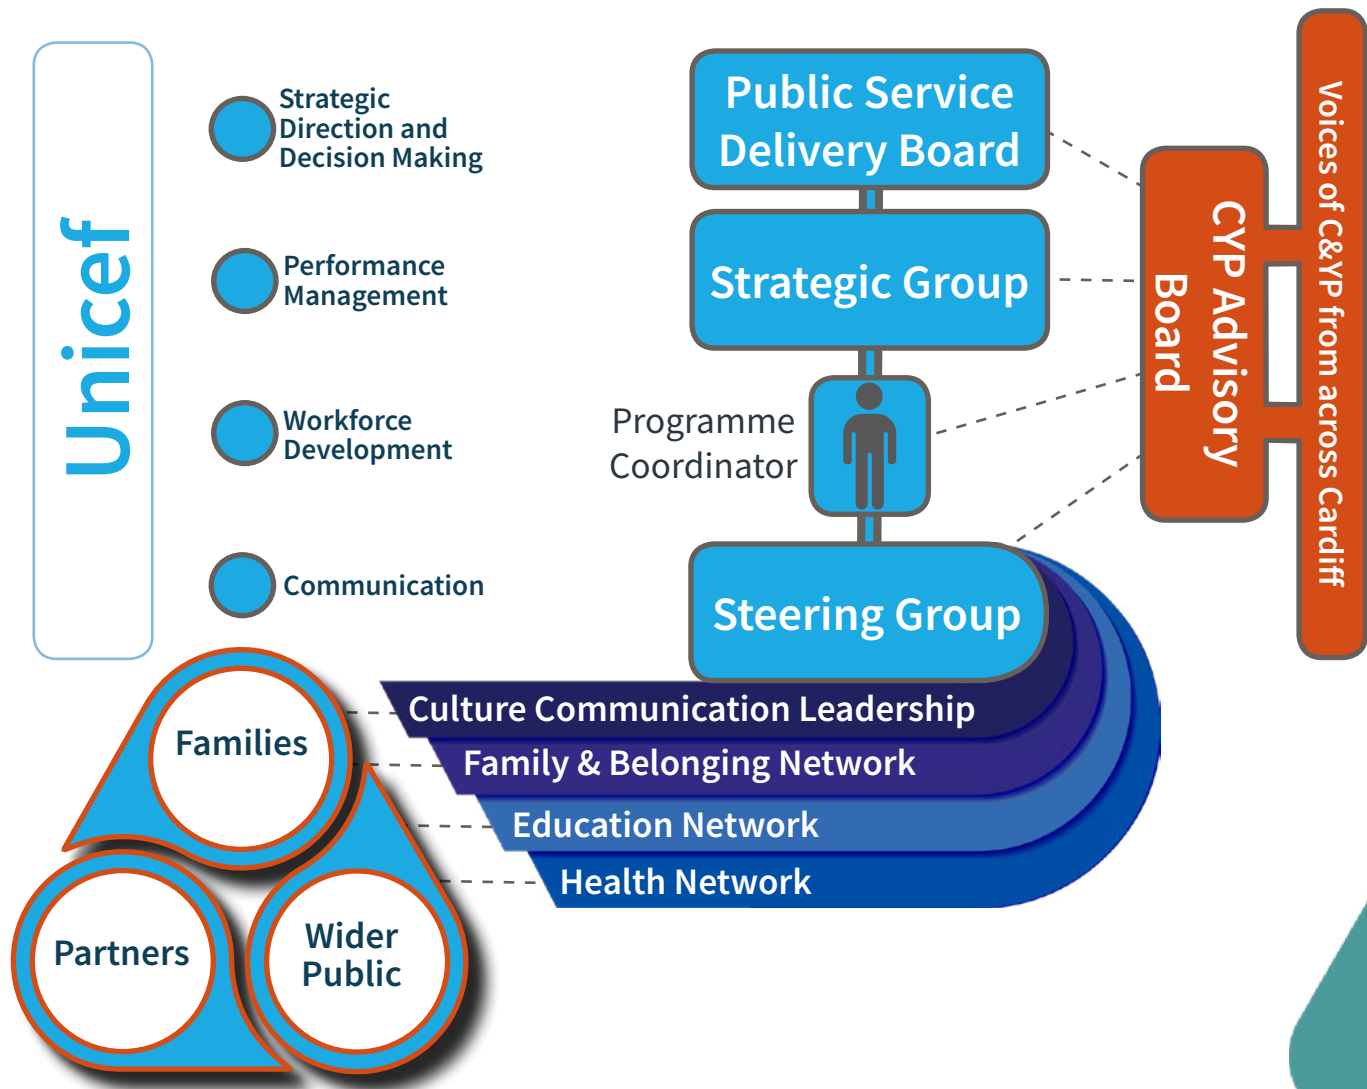 Unicef
Strategic
Direction and
Decision Making
Performance
Management
Workforce
Development
Communication
Public Service
Delivery Board
Strategic Group
Programme
Coordinator
Steering Group
CYP Advisory
Board
Voices of C&YP from across Cardiff
Culture Communication Leadership
Family & Belonging Network
Education Network
Health Network
Families
Partners
Wider
Public